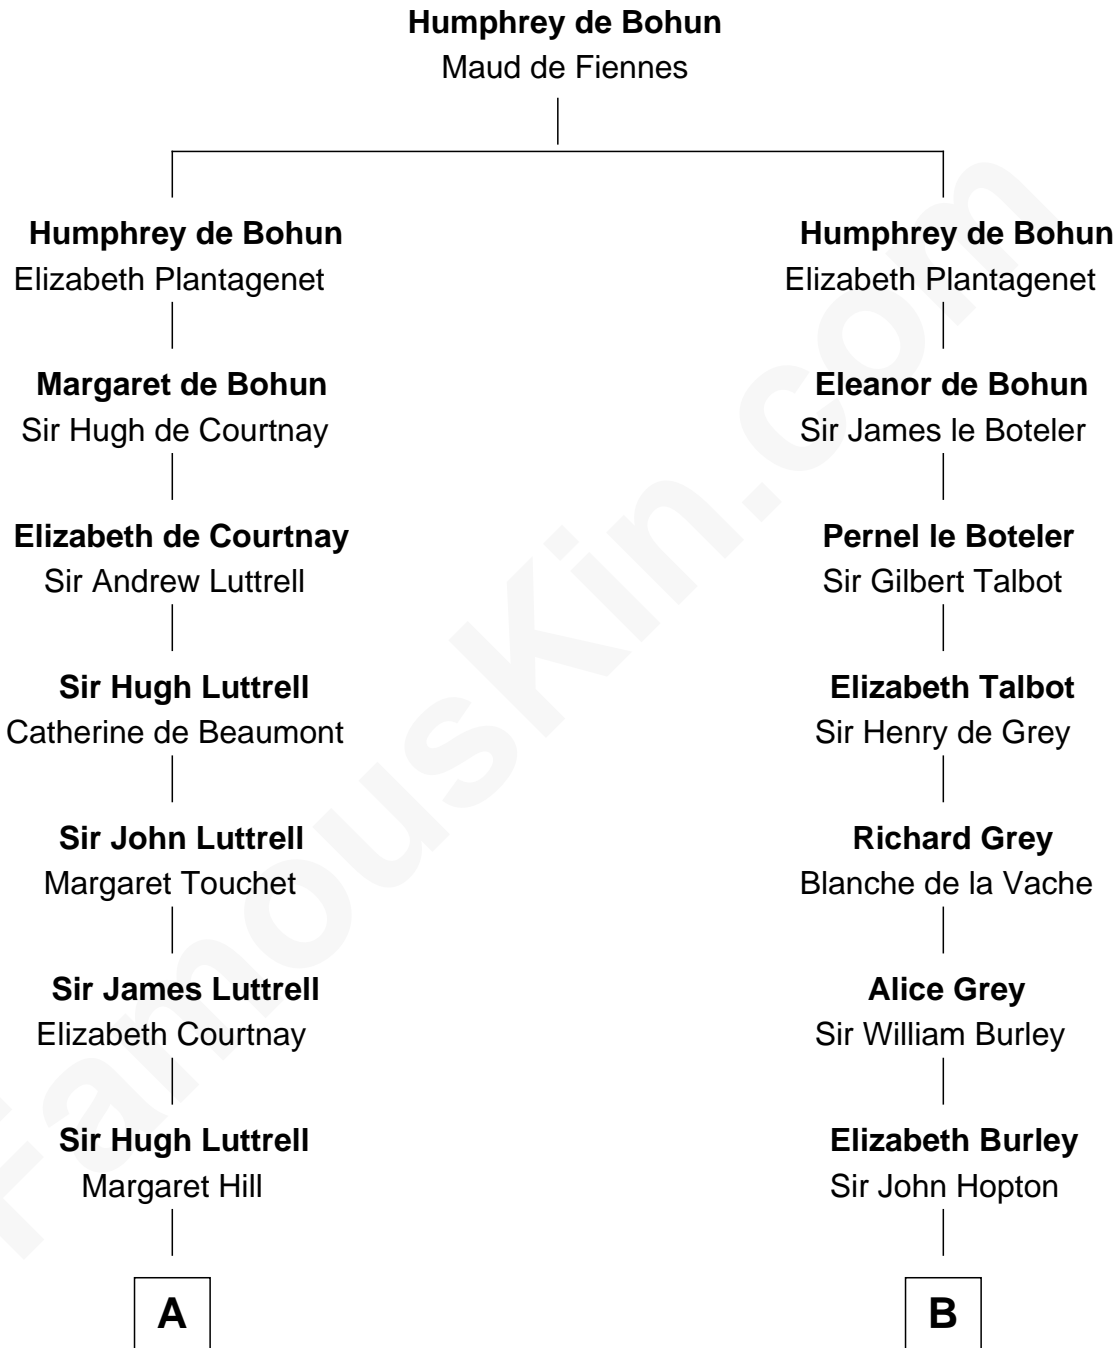 Humphrey de Bohun
Maud de Fiennes
Humphrey de Bohun
Elizabeth Plantagenet
Margaret de Bohun
Sir Hugh de Courtnay
Elizabeth de Courtnay
Sir Andrew Luttrell
Sir Hugh Luttrell
Catherine de Beaumont
Sir John Luttrell
Margaret Touchet
Sir James Luttrell
Elizabeth Courtnay
Sir Hugh Luttrell
Margaret Hill
A
Humphrey de Bohun
Elizabeth Plantagenet
Eleanor de Bohun
Sir James le Boteler
Pernel le Boteler
Sir Gilbert Talbot
Elizabeth Talbot
Sir Henry de Grey
Richard Grey
Blanche de la Vache
Alice Grey
Sir William Burley
Elizabeth Burley
Sir John Hopton
B
FamousKin.com